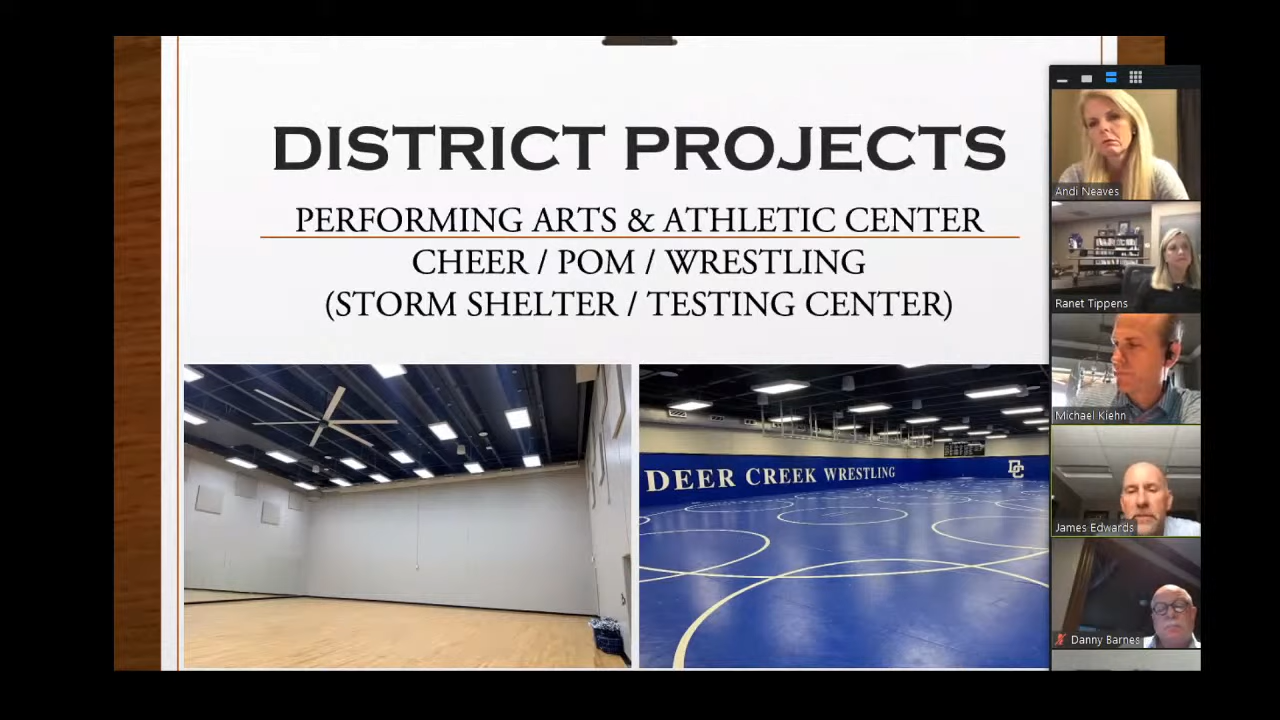 DISTRICT PROJECTS
PERFORMING ARTS & ATHLETIC CENTER
CHEER / POM / WRESTLING
(STORM SHELTER / TESTING CENTER)
DEER CREEK WRESTLING
DC
Andi Neaves
Ranet Tippens
Michael Kiehn
James Edwards
Danny Barnes